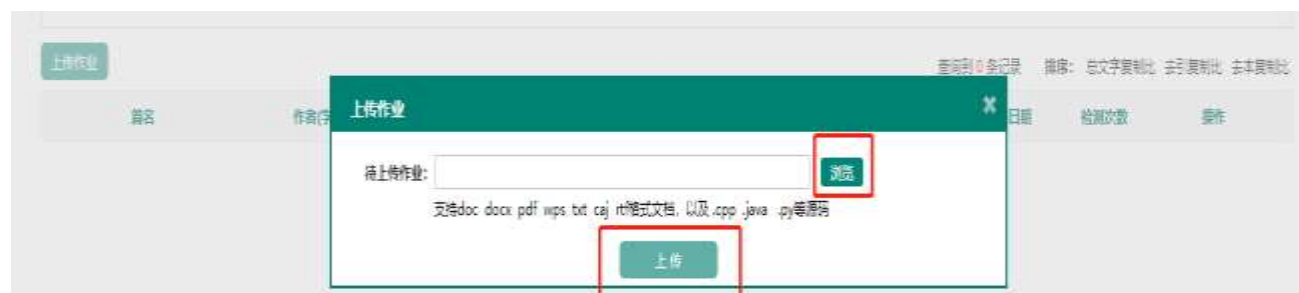 上传作业
查询到0条记录 排序： 总文字复制比 去引复制比 去本复制比
篇名 作者(学 日期 检测次数 操作
上传作业 x
待上传作业: 浏览
支持doc docx pdf wps txt caj rtf格式文档, 以及 .cpp .java .py等源码
上传